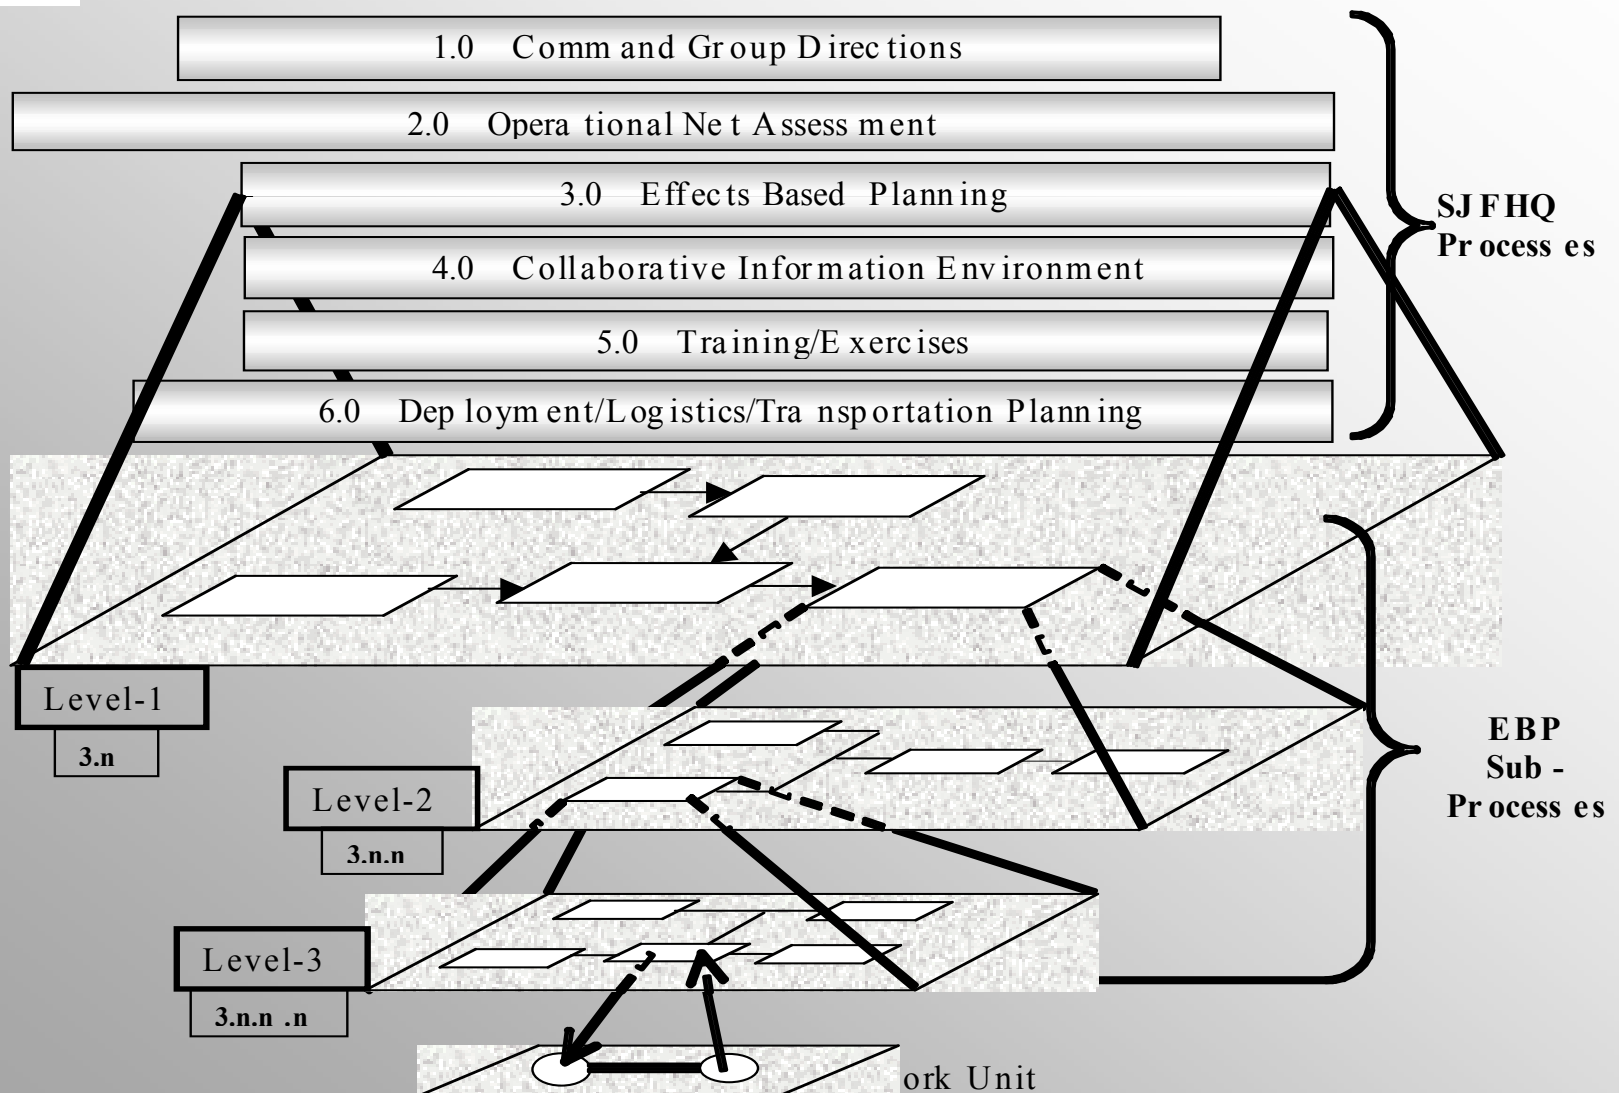 1.0 Command Group Directions
2.0 Operational Net Assessment
3.0 Effects Based Planning
4.0 Collaborative Information Environment
5.0 Training/Exercises
6.0 Deployment/Logistics/Transportation Planning
SJFHQ
Processes
Level-1
3.n
Level-2
3.n.n
EBP
Sub-
Processes
Level-3
3.n.n.n
ork Unit